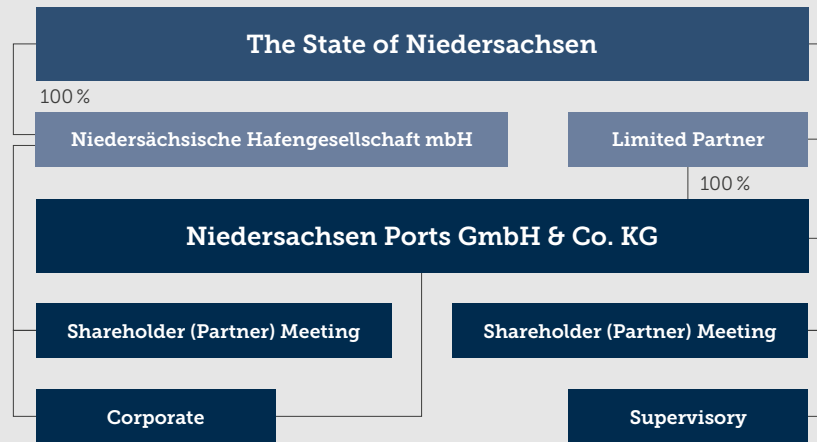 The State of Niedersachsen
100 %
Niedersächsische Hafengesellschaft mbH
Limited Partner
100 %
Niedersachsen Ports GmbH & Co. KG
Shareholder (Partner) Meeting
Shareholder (Partner) Meeting
Corporate
Supervisory